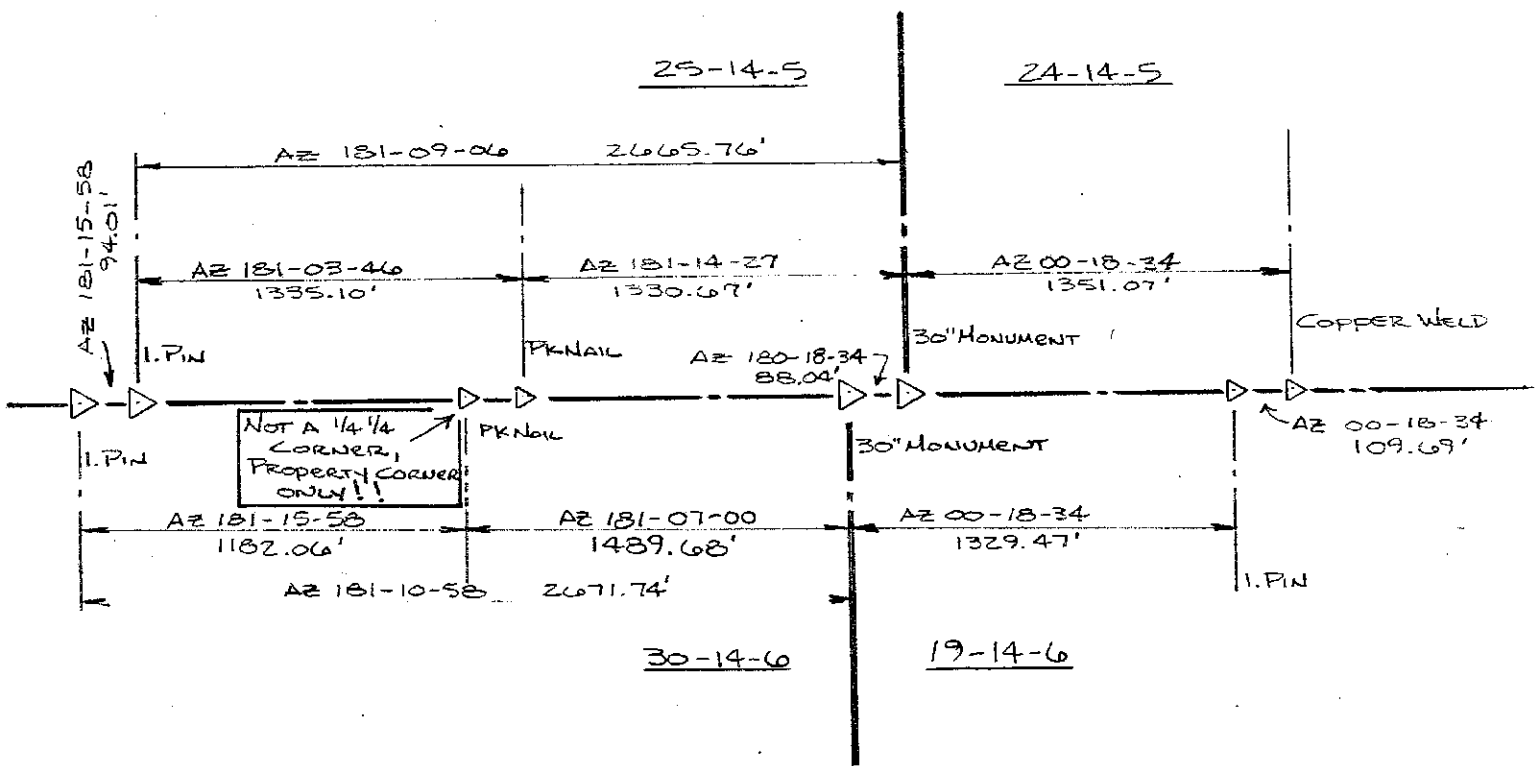 25-14-5
24-14-5
AZ 181-09-06 2665.76'
AZ 181-15-58
94.01'
AZ 181-03-46
1335.10'
AZ 181-14-27
1330.67'
AZ 00-18-34
1351.07'
I.PIN
PKNAIL
AZ 180-18-34
88.04'
30" MONUMENT
COPPER WELD
I.PIN
NOT A 1/4 1/4
CORNER,
PROPERTY CORNER
ONLY!!
PKNAIL
30" MONUMENT
AZ 00-18-34
109.69'
AZ 181-15-58
1182.06'
AZ 181-07-00
1489.68'
AZ 00-18-34
1329.47'
AZ 181-10-58 2671.74'
I.PIN
30-14-6
19-14-6